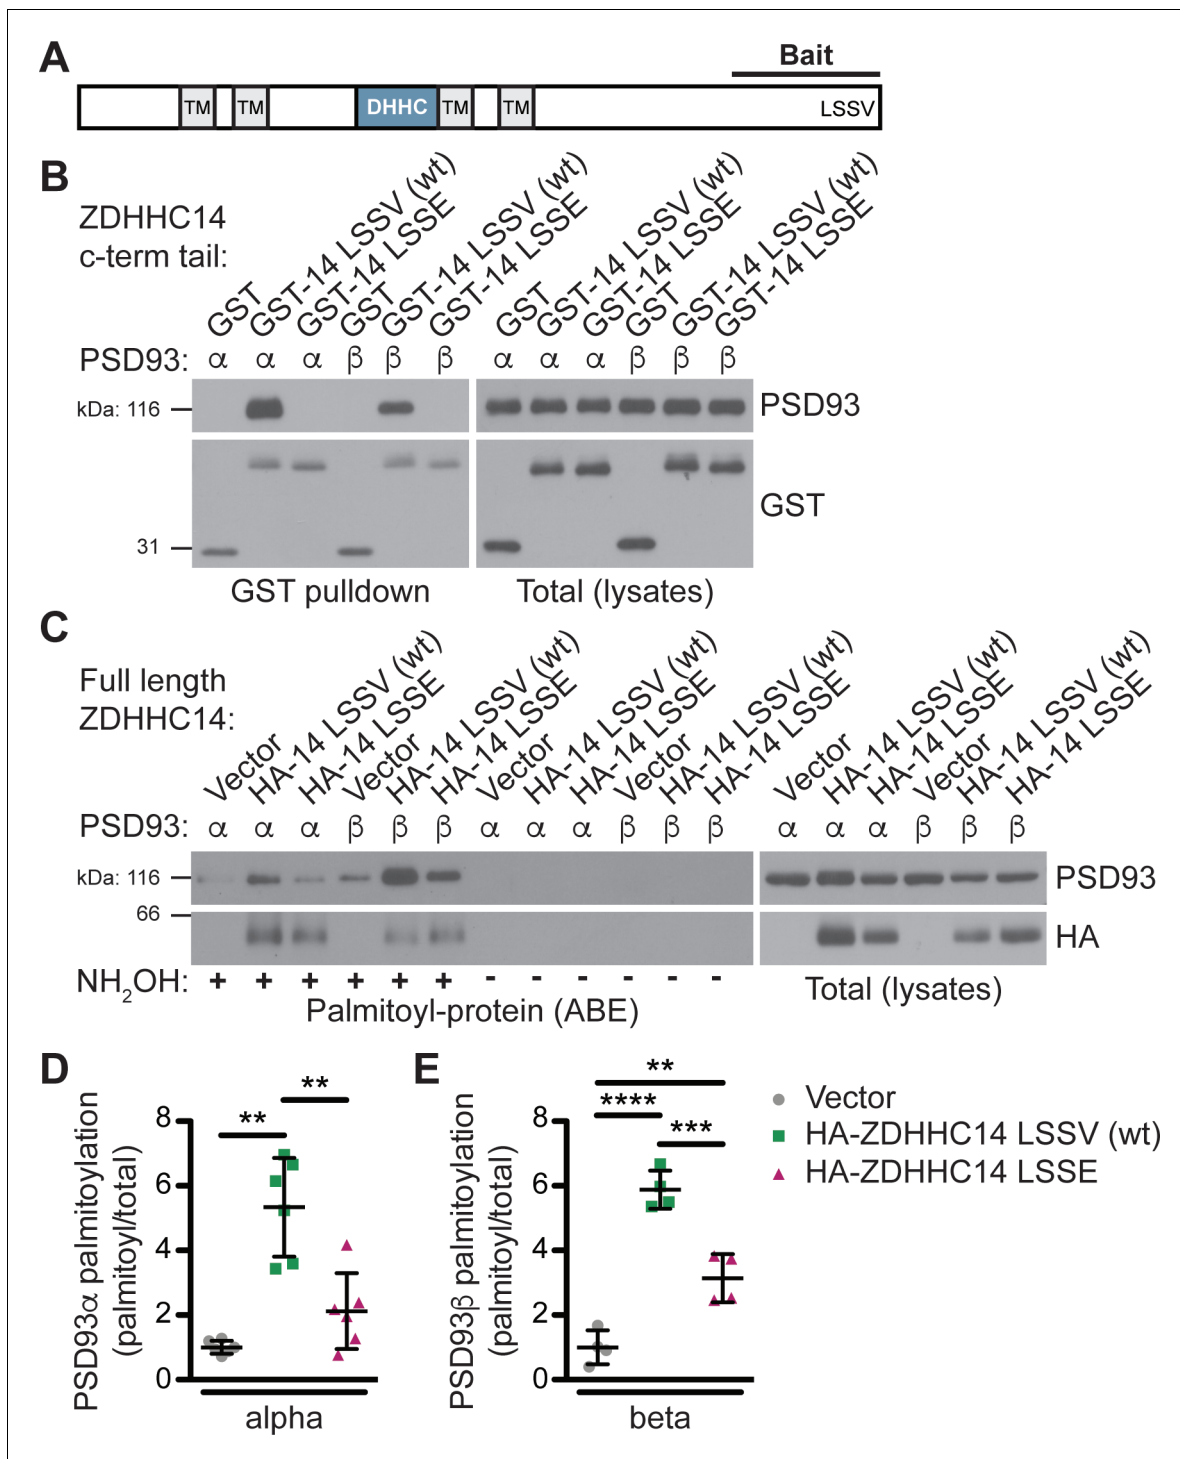 A
Bait
TM TM DHHC TM TM LSSV
B
ZDHHC14
c-term tail:
GST GST-14 LSSV (wt) GST-14 LSSE GST GST-14 LSSV (wt) GST-14 LSSE GST GST-14 LSSV (wt) GST-14 LSSE GST GST-14 LSSV (wt) GST-14 LSSE
PSD93: α α α β β β α α α β β β
kDa: 116 PSD93
GST
31
GST pulldown Total (lysates)
C
Full length
ZDHHC14:
Vector HA-14 LSSV (wt) HA-14 LSSE Vector HA-14 LSSV (wt) HA-14 LSSE Vector HA-14 LSSV (wt) HA-14 LSSE Vector HA-14 LSSV (wt) HA-14 LSSE Vector HA-14 LSSV (wt) HA-14 LSSE Vector HA-14 LSSV (wt) HA-14 LSSE
PSD93: α α α β β β α α α β β β α α α β β β
kDa: 116 PSD93
66
HA
NH2OH: + + + + + + - - - - - -
Palmitoyl-protein (ABE) Total (lysates)
D
PSD93α palmitoylation
(palmitoyl/total)
8
6
4
2
0
** **
alpha
E
PSD93β palmitoylation
(palmitoyl/total)
8
6
4
2
0
**
**** ***
beta
Vector
HA-ZDHHC14 LSSV (wt)
HA-ZDHHC14 LSSE